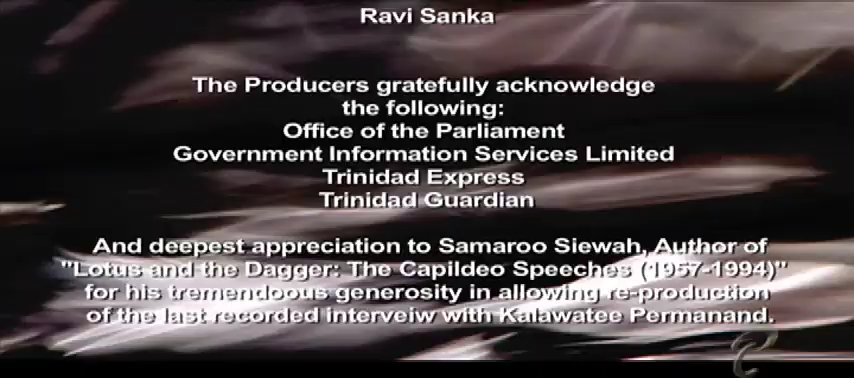 Ravi Sanka
The Producers gratefully acknowledge
the following:
Office of the Parliament
Government Information Services Limited
Trinidad Express
Trinidad Guardian
And deepest appreciation to Samaroo Siewah, Author of
"Lotus and the Dagger: The Capildeo Speeches (1957-1994)"
for his tremendoous generosity in allowing re-production
of the last recorded interveiw with Kalawatee Permanand.